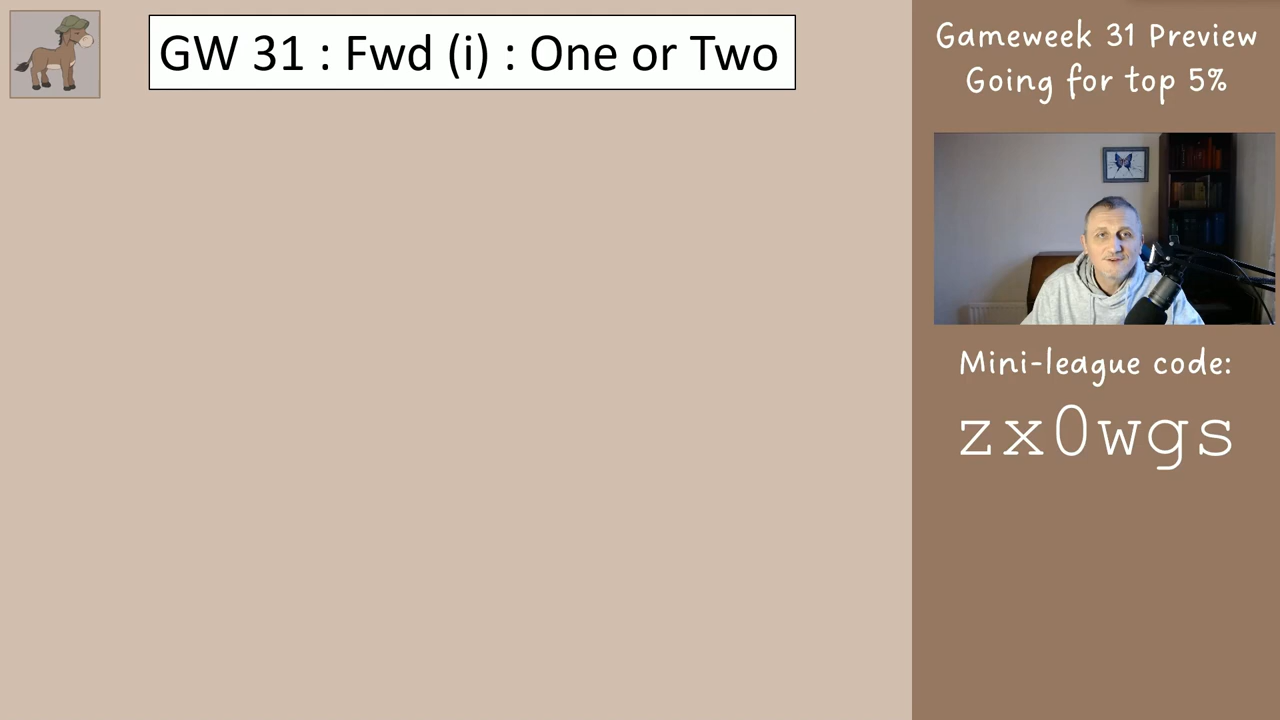 GW 31 : Fwd (i) : One or Two
Gameweek 31 Preview
Going for top 5%
Mini-league code:
zx0wgs